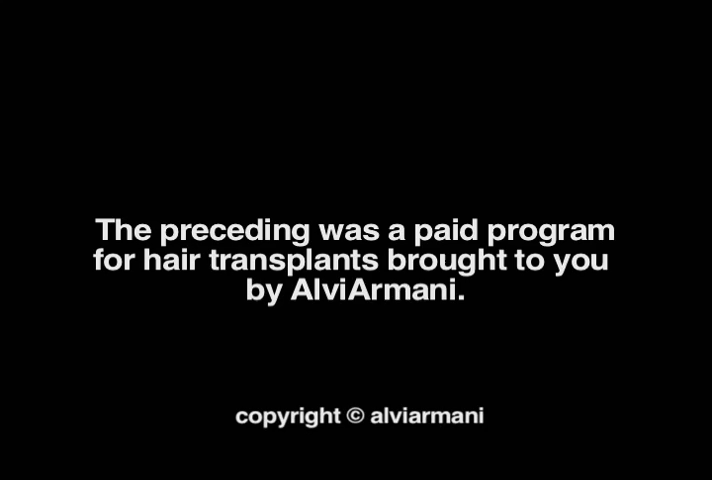 The preceding was a paid program
for hair transplants brought to you
by AlviArmani.
copyright © alviarmani